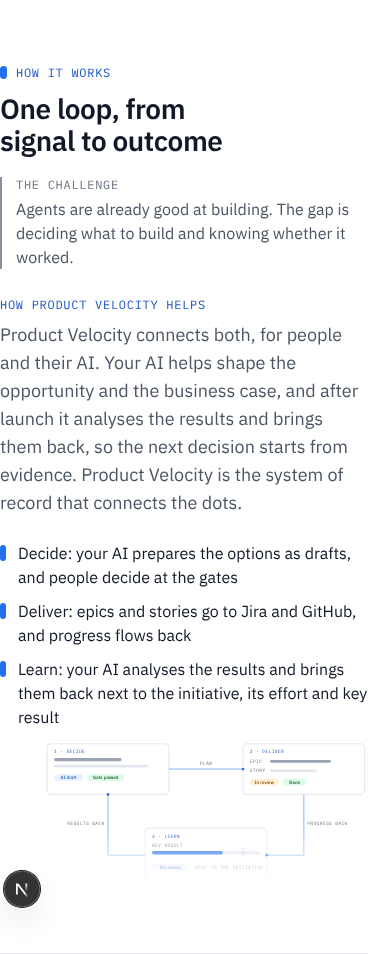 HOW IT WORKS
One loop, from
signal to outcome
THE CHALLENGE
Agents are already good at building. The gap is
deciding what to build and knowing whether it
worked.
HOW PRODUCT VELOCITY HELPS
Product Velocity connects both, for people
and their AI. Your AI helps shape the
opportunity and the business case, and after
launch it analyses the results and brings
them back, so the next decision starts from
evidence. Product Velocity is the system of
record that connects the dots.
Decide: your AI prepares the options as drafts,
and people decide at the gates
Deliver: epics and stories go to Jira and GitHub,
and progress flows back
Learn: your AI analyses the results and brings
them back next to the initiative, its effort and key
result
1 · DECIDE
AI draft
Gate passed
PLAN
2 · DELIVER
EPIC
STORY
In review
Done
RESULTS BACK
PROGRESS BACK
3 · LEARN
KEY RESULT
NEXT TO THE INITIATIVE
N